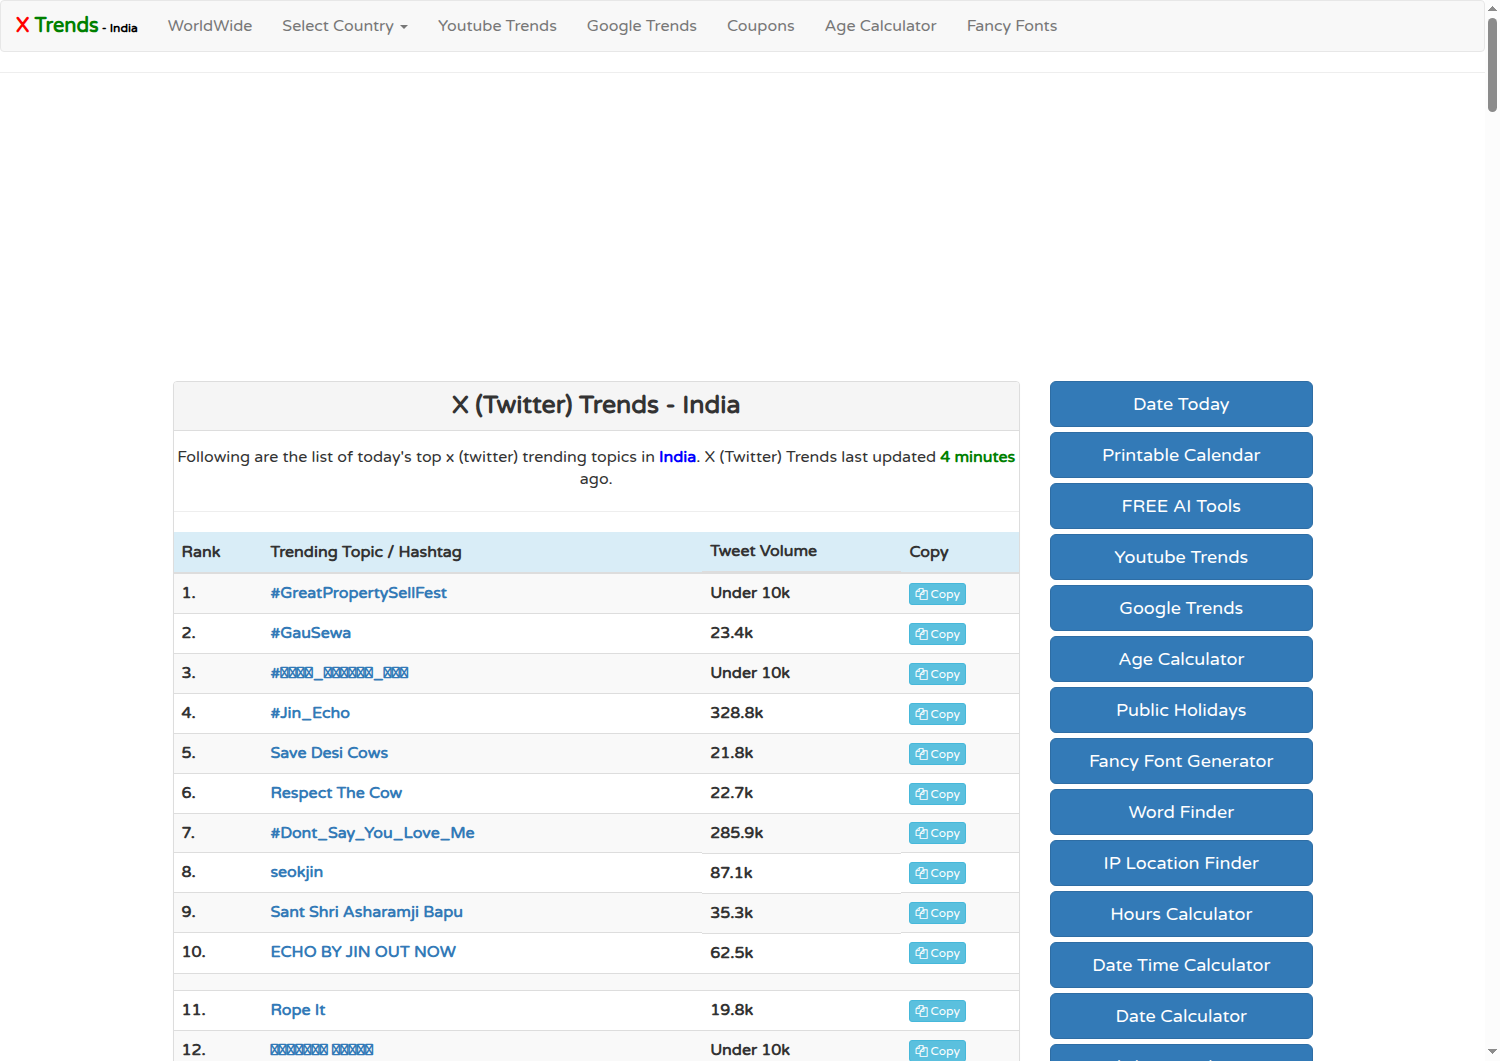 X Trends - India WorldWide Select Country Youtube Trends Google Trends Coupons Age Calculator Fancy Fonts
X (Twitter) Trends - India
Following are the list of today's top x (twitter) trending topics in India. X (Twitter) Trends last updated 4 minutes
ago.
Rank Trending Topic / Hashtag Tweet Volume Copy
1. #GreatPropertySellFest Under 10k Copy
2. #GauSewa 23.4k Copy
3. # Under 10k Copy
4. #Jin_Echo 328.8k Copy
5. Save Desi Cows 21.8k Copy
6. Respect The Cow 22.7k Copy
7. #Dont_Say_You_Love_Me 285.9k Copy
8. seokjin 87.1k Copy
9. Sant Shri Asharamji Bapu 35.3k Copy
10. ECHO BY JIN OUT NOW 62.5k Copy
11. Rope It 19.8k Copy
12. Under 10k Copy
Date Today
Printable Calendar
FREE AI Tools
Youtube Trends
Google Trends
Age Calculator
Public Holidays
Fancy Font Generator
Word Finder
IP Location Finder
Hours Calculator
Date Time Calculator
Date Calculator